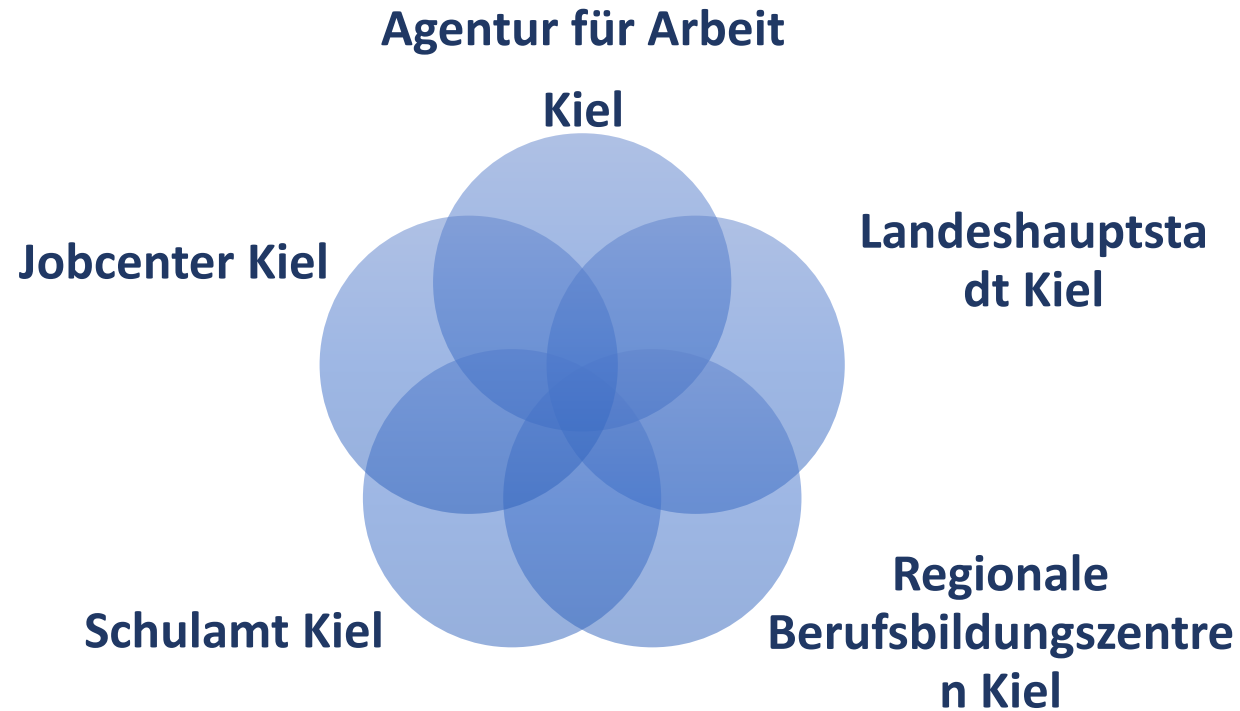 Agentur für Arbeit
Kiel
Landeshauptsta
dt Kiel
Jobcenter Kiel
Regionale
Berufsbildungszentre
n Kiel
Schulamt Kiel